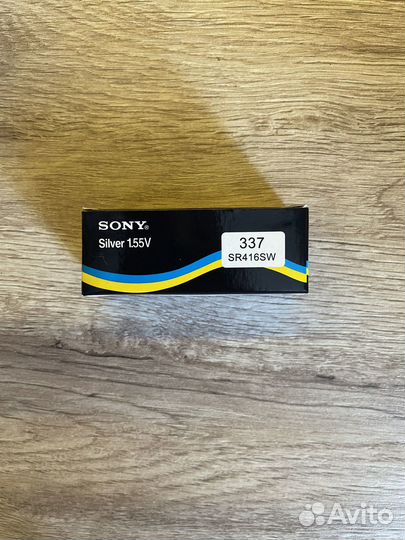 SONY®
Silver 1.55V
337
SR416SW
Avito